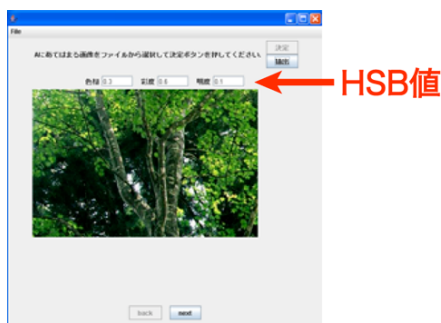 File
Aにあてはまる画像をファイルから選択して決定ボタンを押してください
決定
抽出
色相 0.3 彩度 0.6 明度 0.1
HSB値
back next